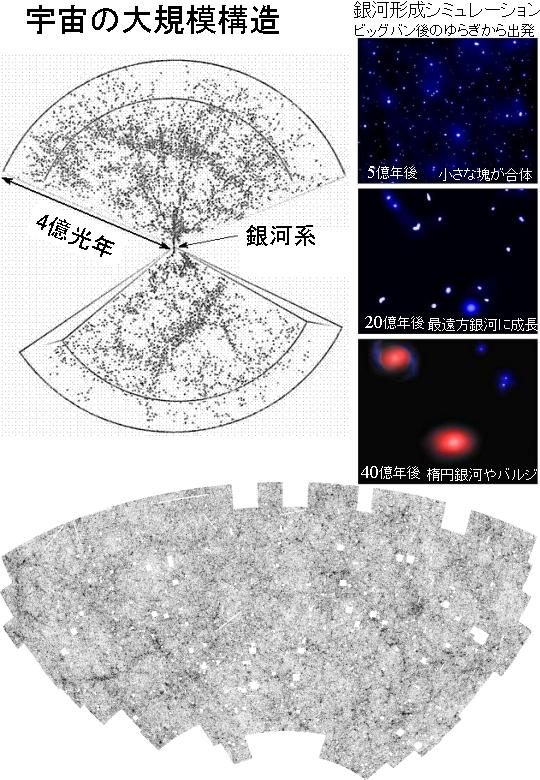 宇宙の大規模構造
4億光年
銀河系
銀河形成シミュレーション
ビッグバン後のゆらぎから出発
5億年後 小さな塊が合体
20億年後 最遠方銀河に成長
40億年後 楕円銀河やバルジ